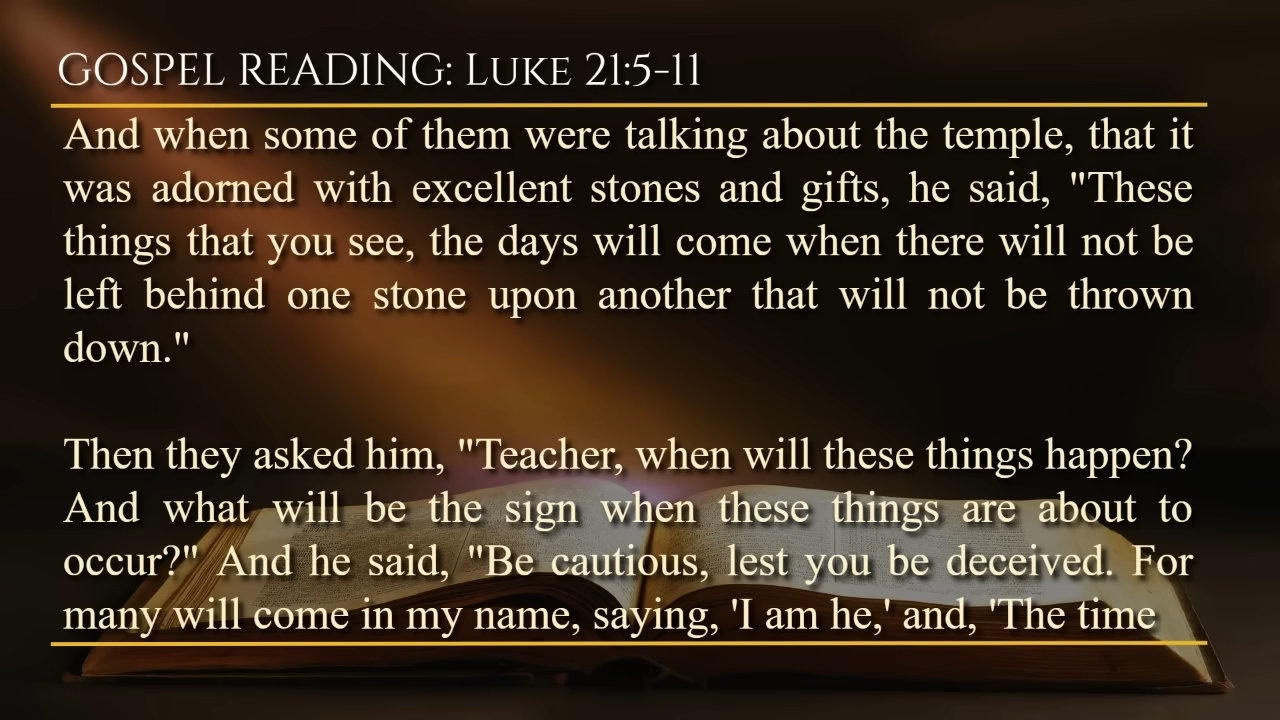 GOSPEL READING: LUKE 21:5-11
And when some of them were talking about the temple, that it
was adorned with excellent stones and gifts, he said, "These
things that you see, the days will come when there will not be
left behind one stone upon another that will not be thrown
down."
Then they asked him, "Teacher, when will these things happen?
And what will be the sign when these things are about to
occur?" And he said, "Be cautious, lest you be deceived. For
many will come in my name, saying, 'I am he,' and, 'The time